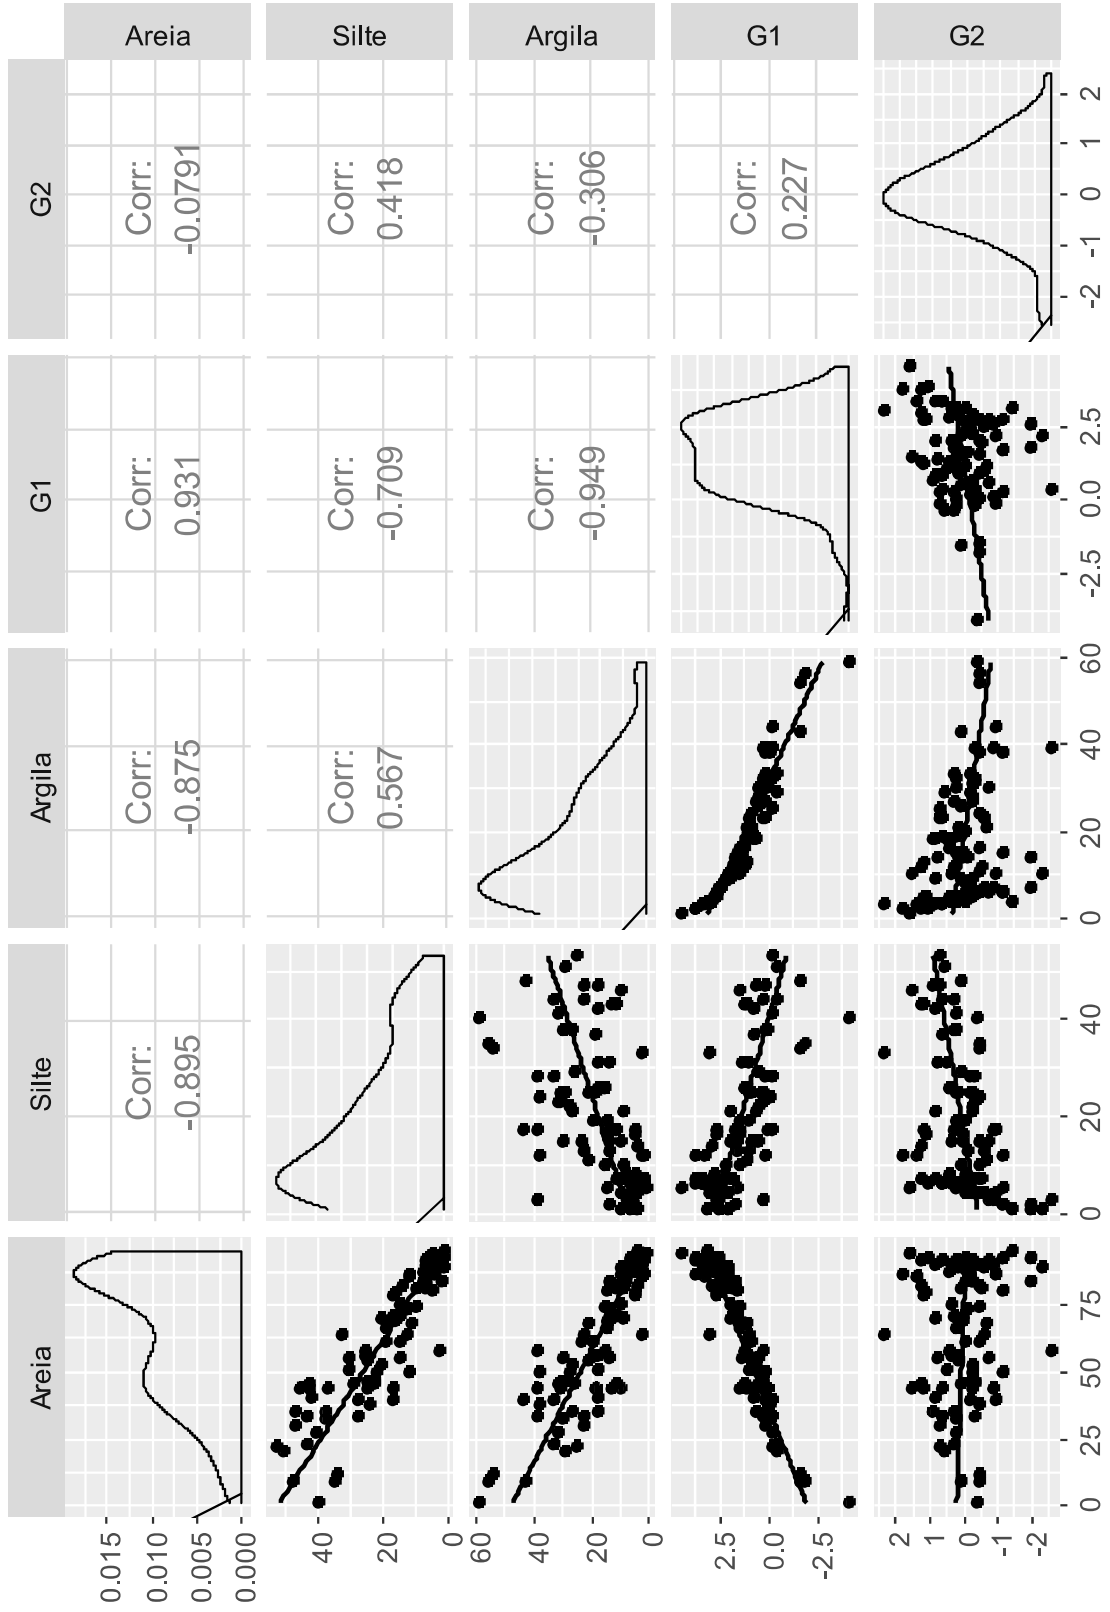 Areia Silte Argila G1 G2
0.015
0.010
0.005
0.000
Corr: Corr: Corr: Corr:
-0.895 -0.875 0.931 -0.0791
Areia
40
20
0
Corr: Corr: Corr:
0.567 -0.709 0.418
Silte
60
40
20
0
Corr: Corr:
-0.949 -0.306
Argila
2.5
0.0
-2.5
Corr:
0.227
G1
2
1
0
-1
-2
G2
0 25 50 75 0 20 40 0 20 40 60 -2.5 0.0 2.5 -2 -1 0 1 2